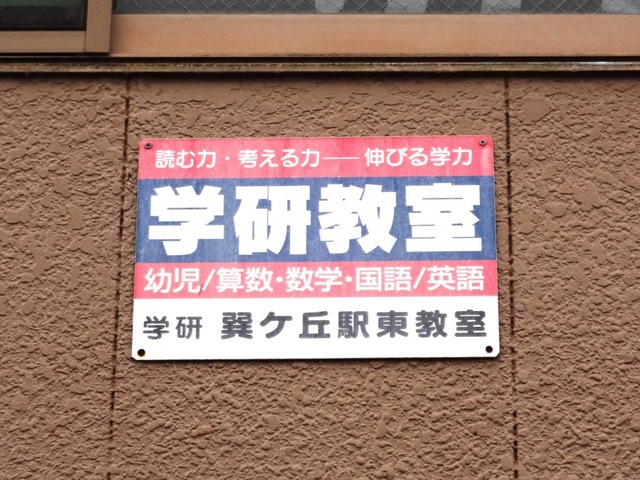 読む力・考える力──伸びる学力
学研教室
幼児/算数・数学・国語/英語
学研 巽ケ丘駅東教室